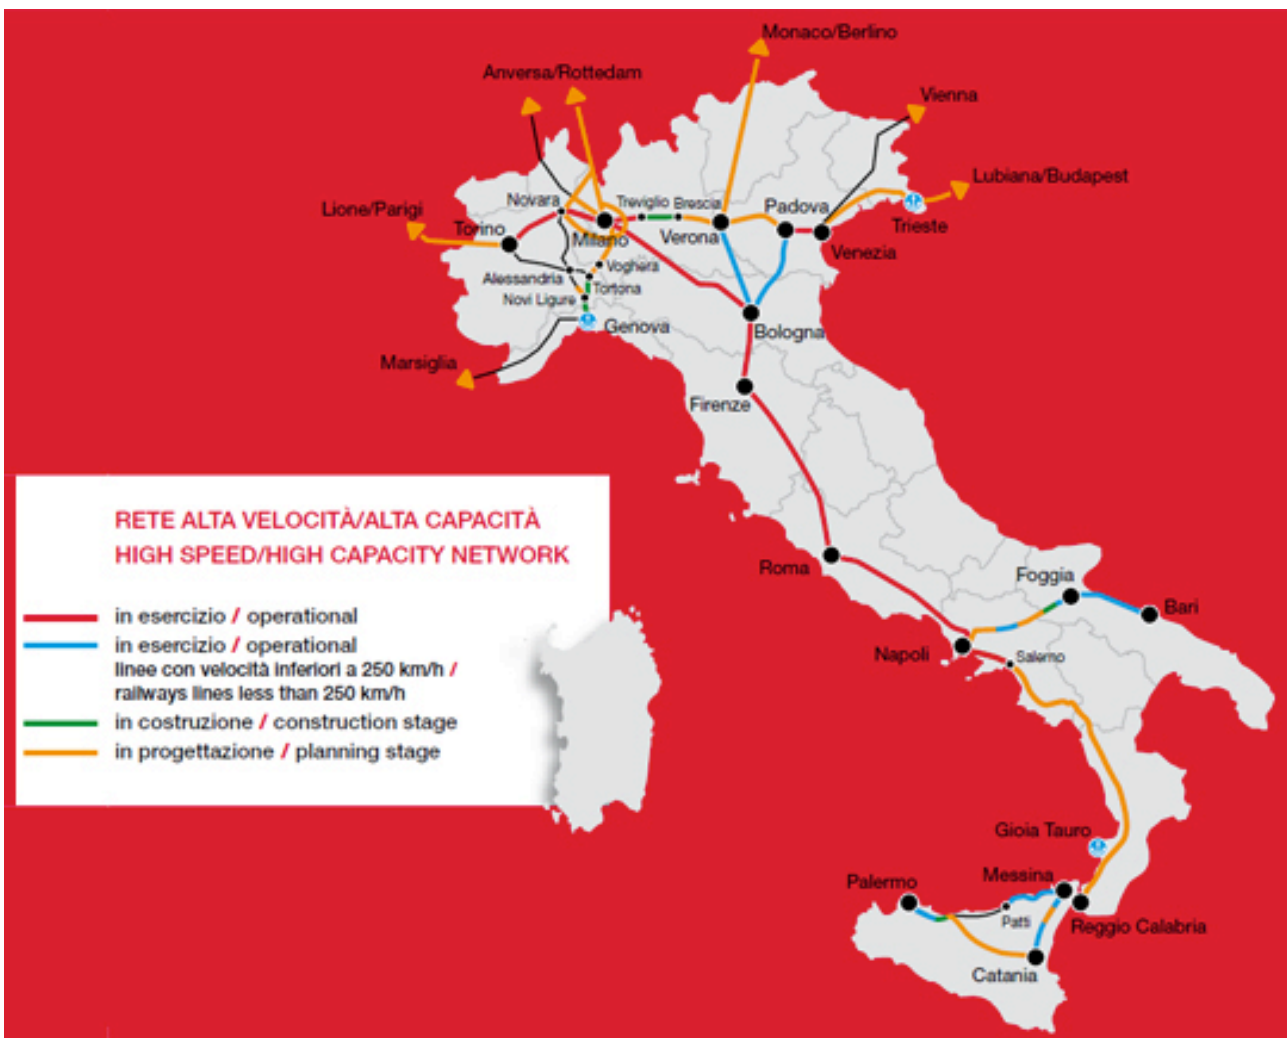 Monaco/Berlino
Anversa/Rottedam
Vienna
Lubiana/Budapest
Lione/Parigi
Novara
Treviglio Brescia
Padova
Torino
Milano
Verona
Trieste
Venezia
Voghera
Alessandria
Tortona
Novi Ligure
Genova
Bologna
Marsiglia
Firenze
RETE ALTA VELOCITÀ/ALTA CAPACITÀ
HIGH SPEED/HIGH CAPACITY NETWORK
Roma
Foggia
Bari
in esercizio / operational
in esercizio / operational
linee con velocità inferiori a 250 km/h /
railways lines less than 250 km/h
in costruzione / construction stage
in progettazione / planning stage
Napoli
Salerno
Gioia Tauro
Messina
Palermo
Patti
Reggio Calabria
Catania